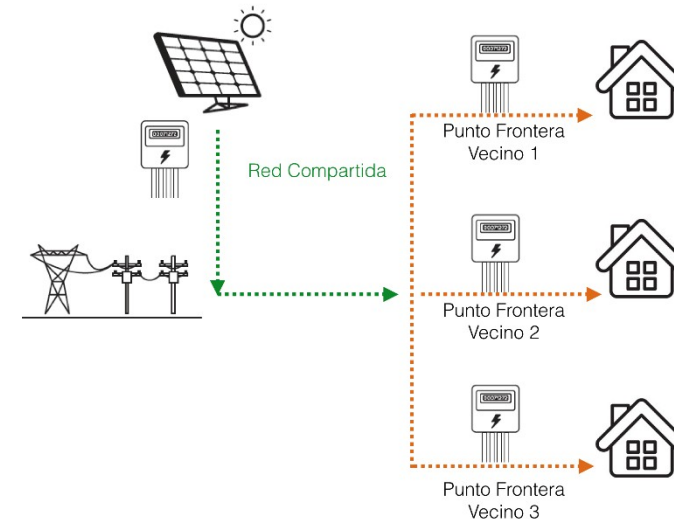 Red Compartida
Punto Frontera
Vecino 1
Punto Frontera
Vecino 2
Punto Frontera
Vecino 3